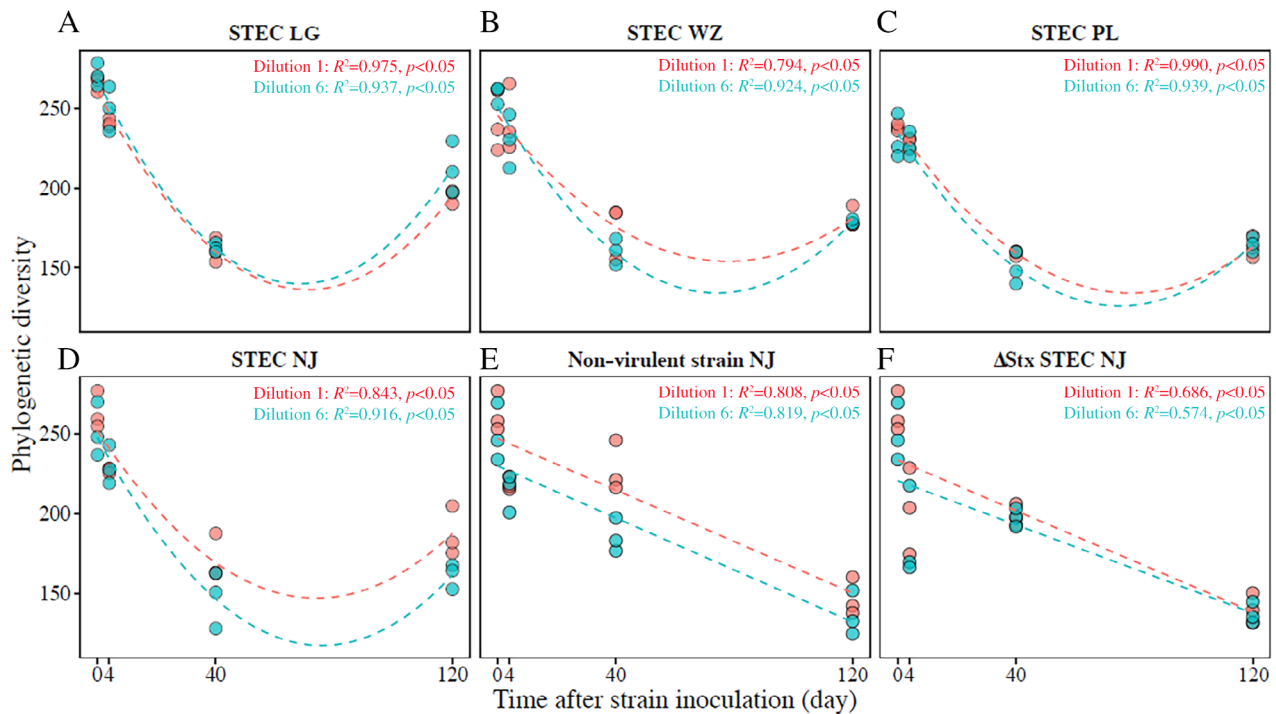 A STEC LG
Dilution 1: R²=0.975, p<0.05
Dilution 6: R²=0.937, p<0.05
B STEC WZ
Dilution 1: R²=0.794, p<0.05
Dilution 6: R²=0.924, p<0.05
C STEC PL
Dilution 1: R²=0.990, p<0.05
Dilution 6: R²=0.939, p<0.05
250
200
150
Phylogenetic diversity
D STEC NJ
Dilution 1: R²=0.843, p<0.05
Dilution 6: R²=0.916, p<0.05
E Non-virulent strain NJ
Dilution 1: R²=0.808, p<0.05
Dilution 6: R²=0.819, p<0.05
F ΔStx STEC NJ
Dilution 1: R²=0.686, p<0.05
Dilution 6: R²=0.574, p<0.05
250
200
150
04 40 120
04 40 120
04 40 120
Time after strain inoculation (day)